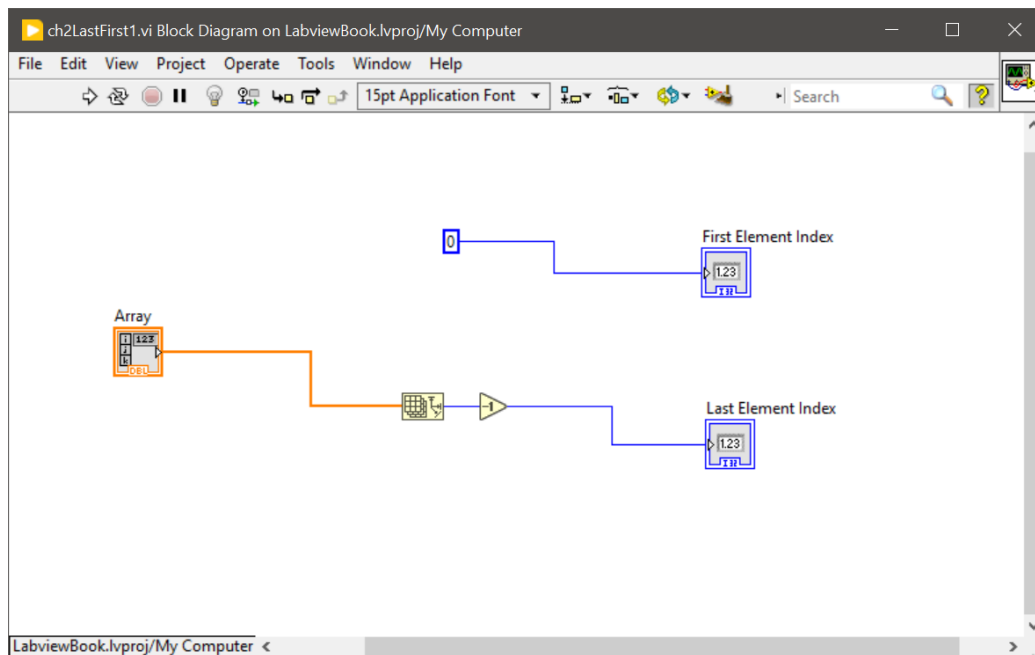 ch2LastFirst1.vi Block Diagram on LabviewBook.lvproj/My Computer
File Edit View Project Operate Tools Window Help
15pt Application Font
Search
?
0
First Element Index
1.23
I32
Array
i 123
j
k
DBL
-1
Last Element Index
1.23
I32
LabviewBook.lvproj/My Computer